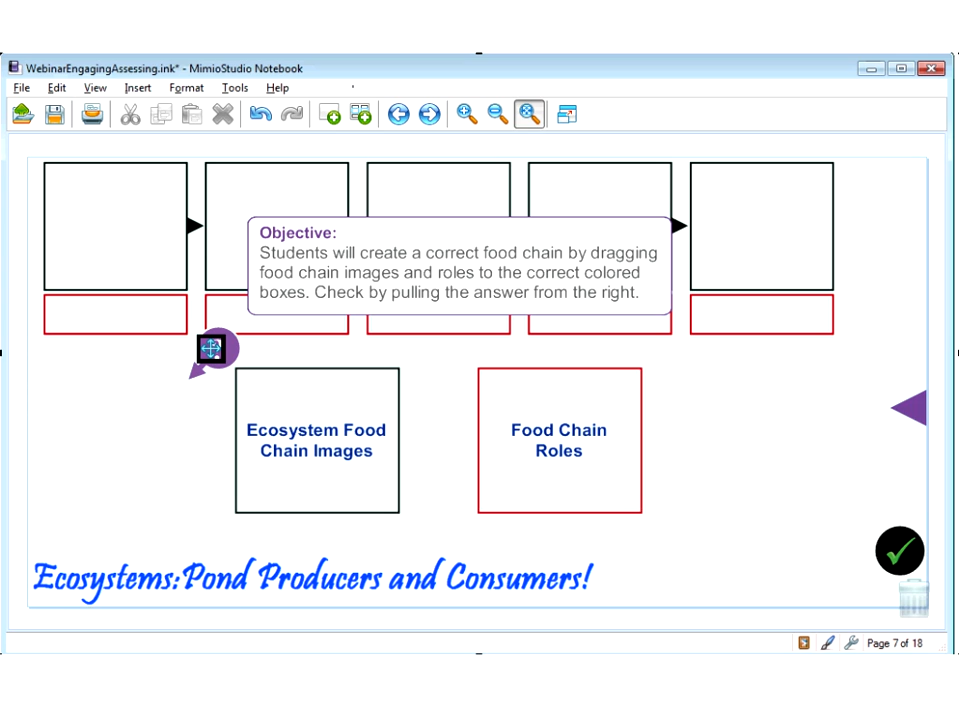 WebinarEngagingAssessing.ink* - MimioStudio Notebook
File Edit View Insert Format Tools Help
Objective:
Students will create a correct food chain by dragging
food chain images and roles to the correct colored
boxes. Check by pulling the answer from the right.
Ecosystem Food
Chain Images
Food Chain
Roles
Ecosystems:Pond Producers and Consumers!
Page 7 of 18